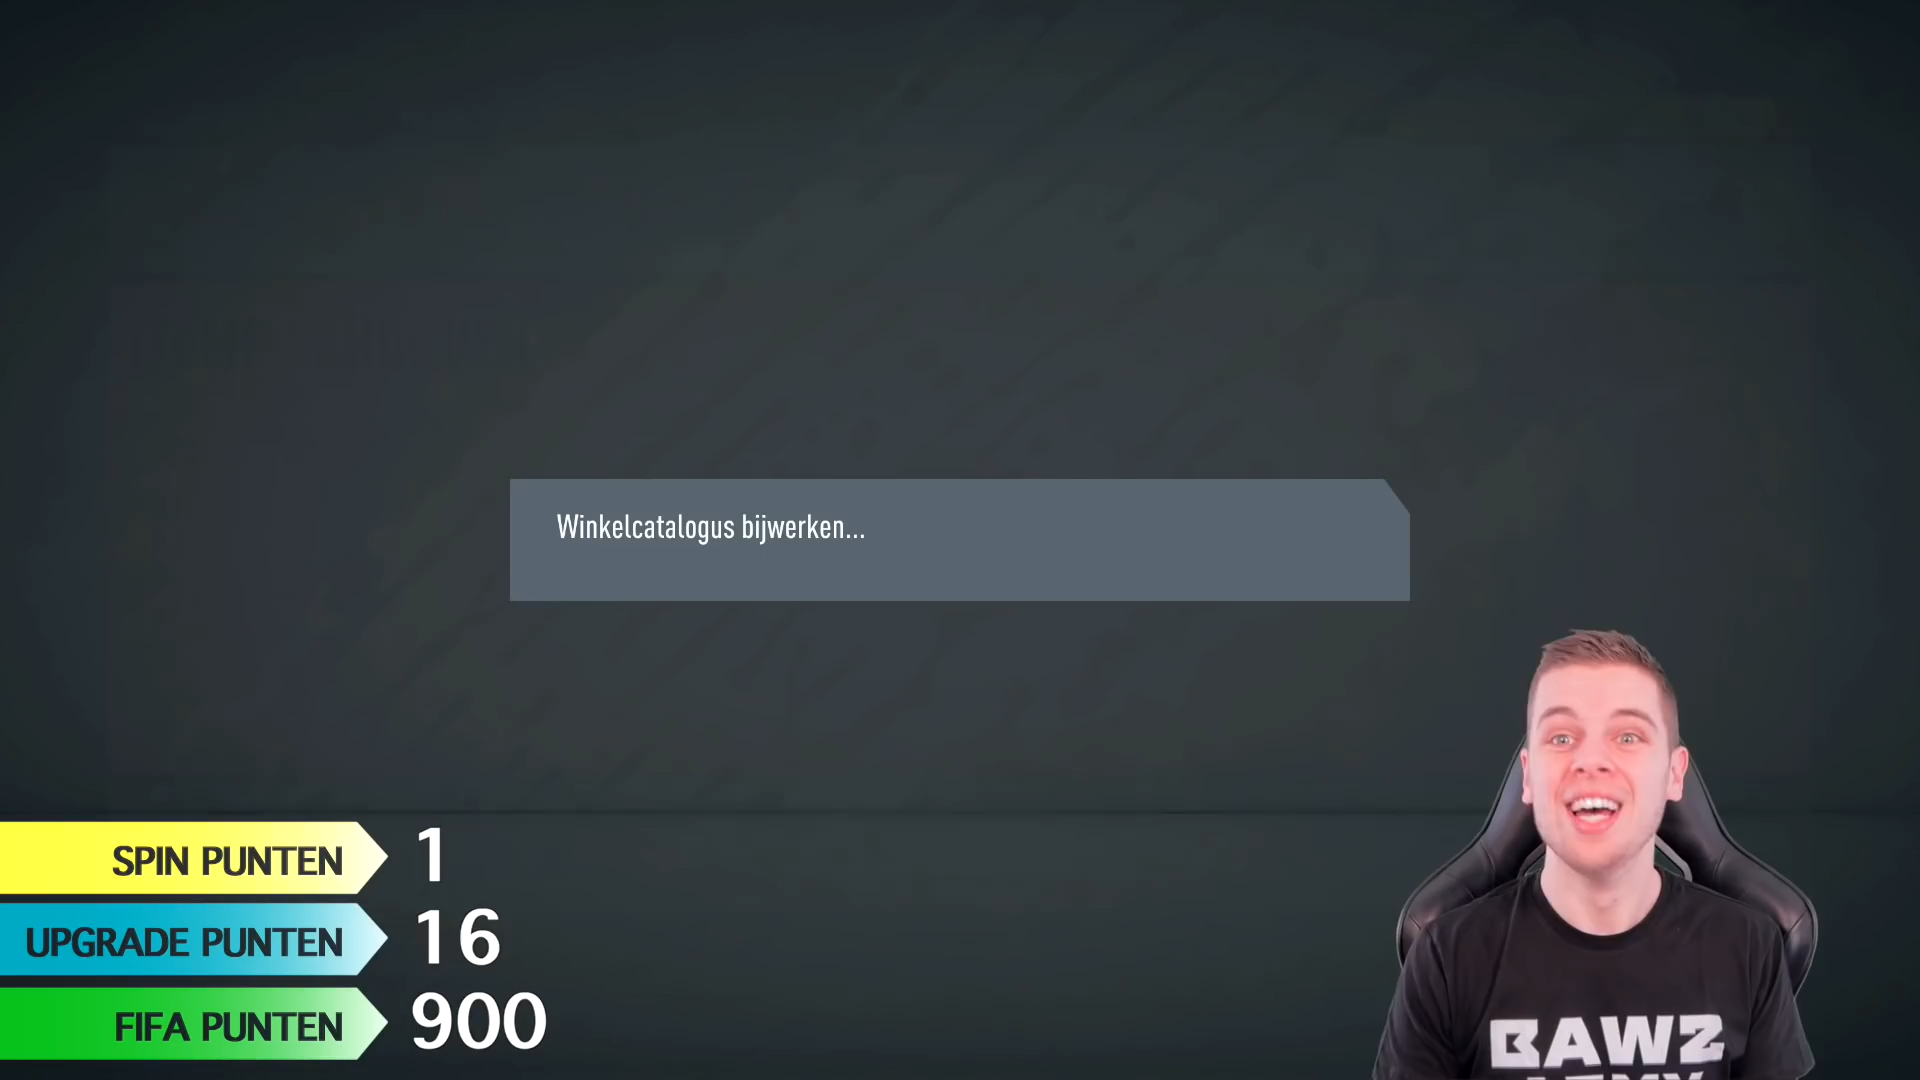 Winkelcatalogus bijwerken...
SPIN PUNTEN 1
UPGRADE PUNTEN 16
FIFA PUNTEN 900
BAWZ